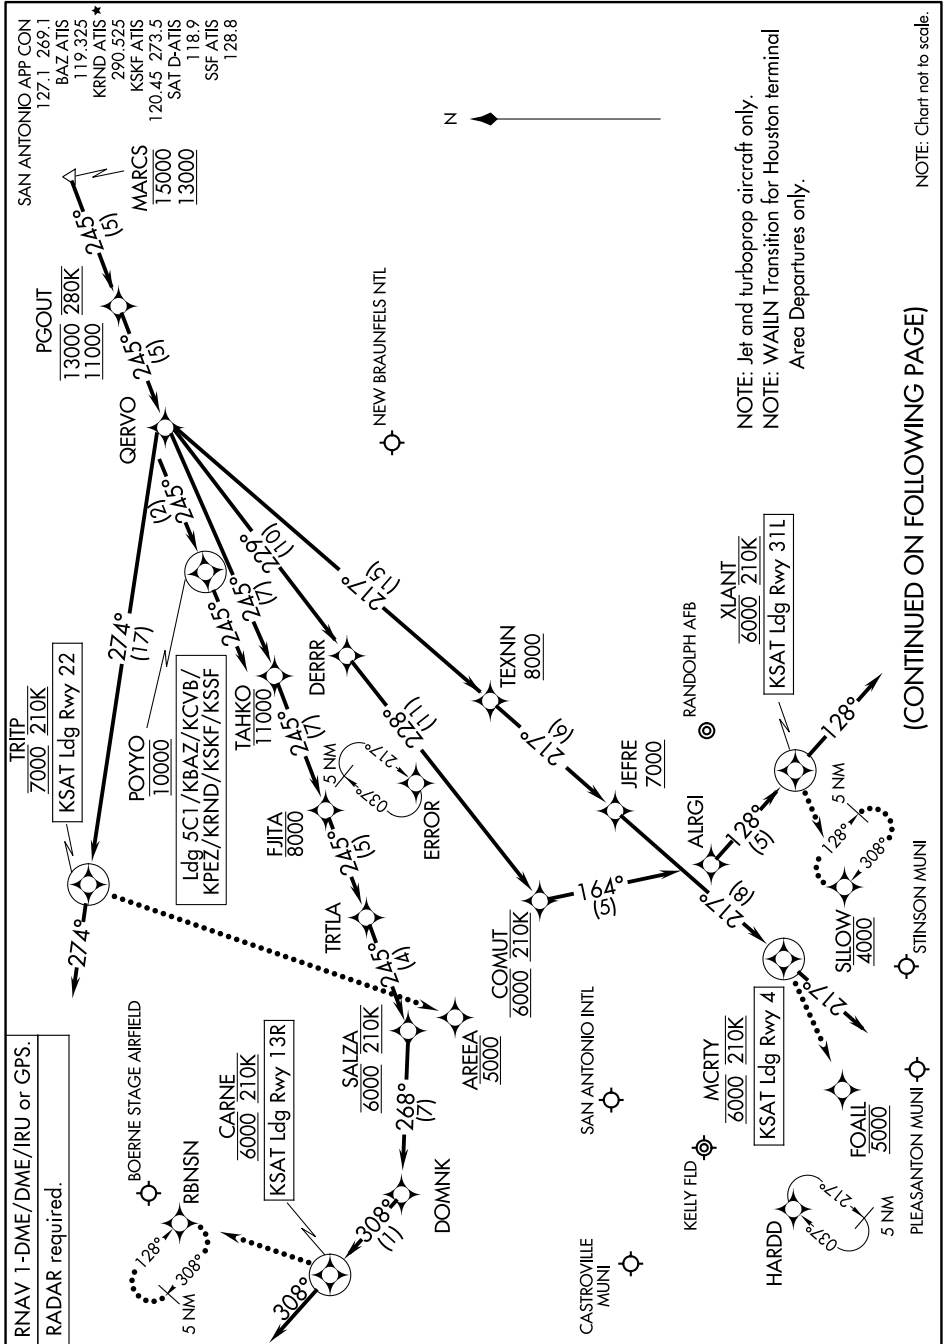 RNAV 1-DME/DME/IRU or GPS.
RADAR required.
SAN ANTONIO APP CON
127.1 269.1
BAZ ATIS
119.325
KRND ATIS ★
290.525
KSKF ATIS
120.45 273.5
SAT D-ATIS
118.9
SSF ATIS
128.8
MARCS
15000
13000
245°
(5)
PGOUT
13000 280K
11000
245°
(5)
QERVO
274°
(17)
TRITP
7000 210K
KSAT Ldg Rwy 22
274°
(2)
245°
POYYO
10000
Ldg 5C1/KBAZ/KCVB/
KPEZ/KRND/KSKF/KSSF
245°
245°
(7)
TAHKO
11000
245°
(7)
FJITA
8000
245°
(5)
TRTLA
245°
(4)
SALZA
6000 210K
268°
(7)
DOMNK
308°
(1)
CARNE
6000 210K
KSAT Ldg Rwy 13R
308°
RBNSN
128°
308°
5 NM
BOERNE STAGE AIRFIELD
AREEA
5000
229°
(10)
DERRR
228°
(11)
COMUT
6000 210K
164°
(5)
ALRGI
128°
(5)
XLANT
6000 210K
KSAT Ldg Rwy 31L
128°
SLLOW
4000
128°
308°
5 NM
ERROR
5 NM
217°
037°
217°
(15)
TEXNN
8000
217°
(6)
JEFRE
7000
217°
(8)
MCRTY
6000 210K
KSAT Ldg Rwy 4
217°
FOALL
5000
HARDD
217°
037°
5 NM
NEW BRAUNFELS NTL
RANDOLPH AFB
SAN ANTONIO INTL
STINSON MUNI
KELLY FLD
CASTROVILLE
MUNI
PLEASANTON MUNI
N
NOTE: Jet and turboprop aircraft only.
NOTE: WAILN Transition for Houston terminal
Area Departures only.
NOTE: Chart not to scale.
(CONTINUED ON FOLLOWING PAGE)